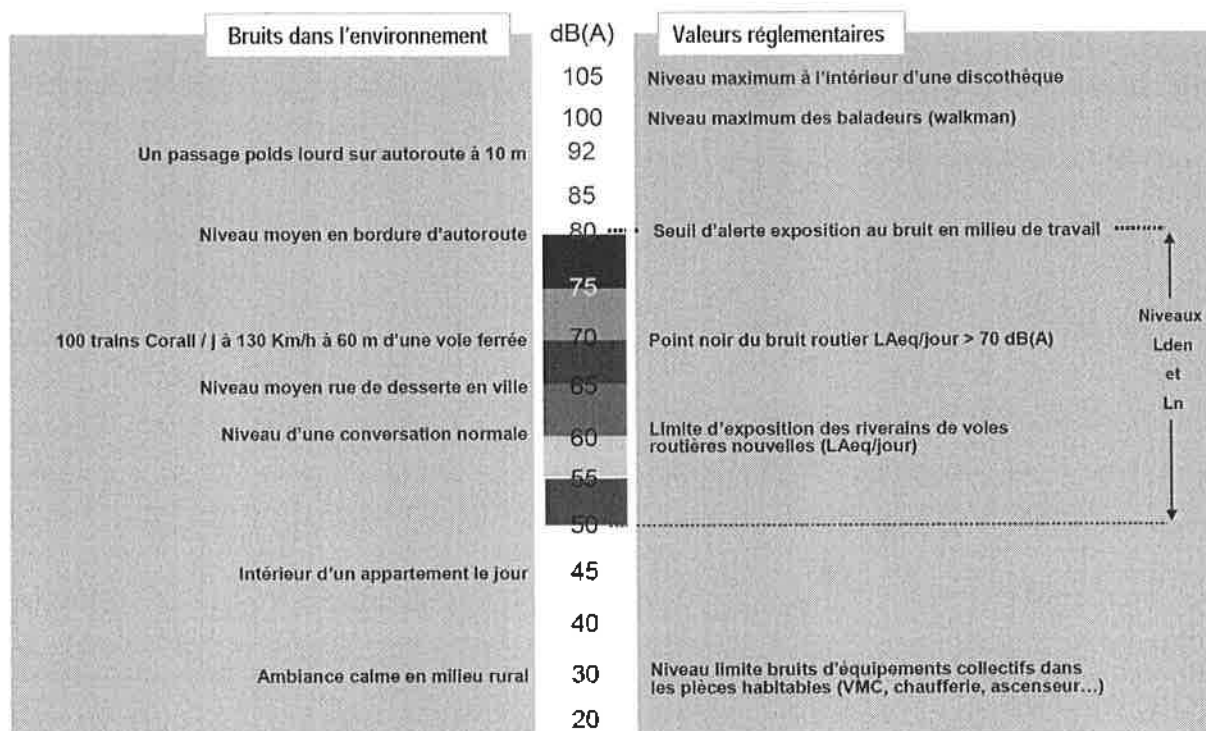 Bruits dans l'environnement dB(A) Valeurs réglementaires
105 Niveau maximum à l'intérieur d'une discothèque
100 Niveau maximum des baladeurs (walkman)
Un passage poids lourd sur autoroute à 10 m 92
85
Niveau moyen en bordure d'autoroute 80 Seuil d'alerte exposition au bruit en milieu de travail
75
Niveaux
100 trains Corail / j à 130 Km/h à 60 m d'une voie ferrée 70 Point noir du bruit routier LAeq/jour > 70 dB(A)
Lden
et
Niveau moyen rue de desserte en ville 65
Ln
Niveau d'une conversation normale 60 Limite d'exposition des riverains de voies
routières nouvelles (LAeq/jour)
55
50
Intérieur d'un appartement le jour 45
40
Ambiance calme en milieu rural 30 Niveau limite bruits d'équipements collectifs dans
les pièces habitables (VMC, chaufferie, ascenseur...)
20